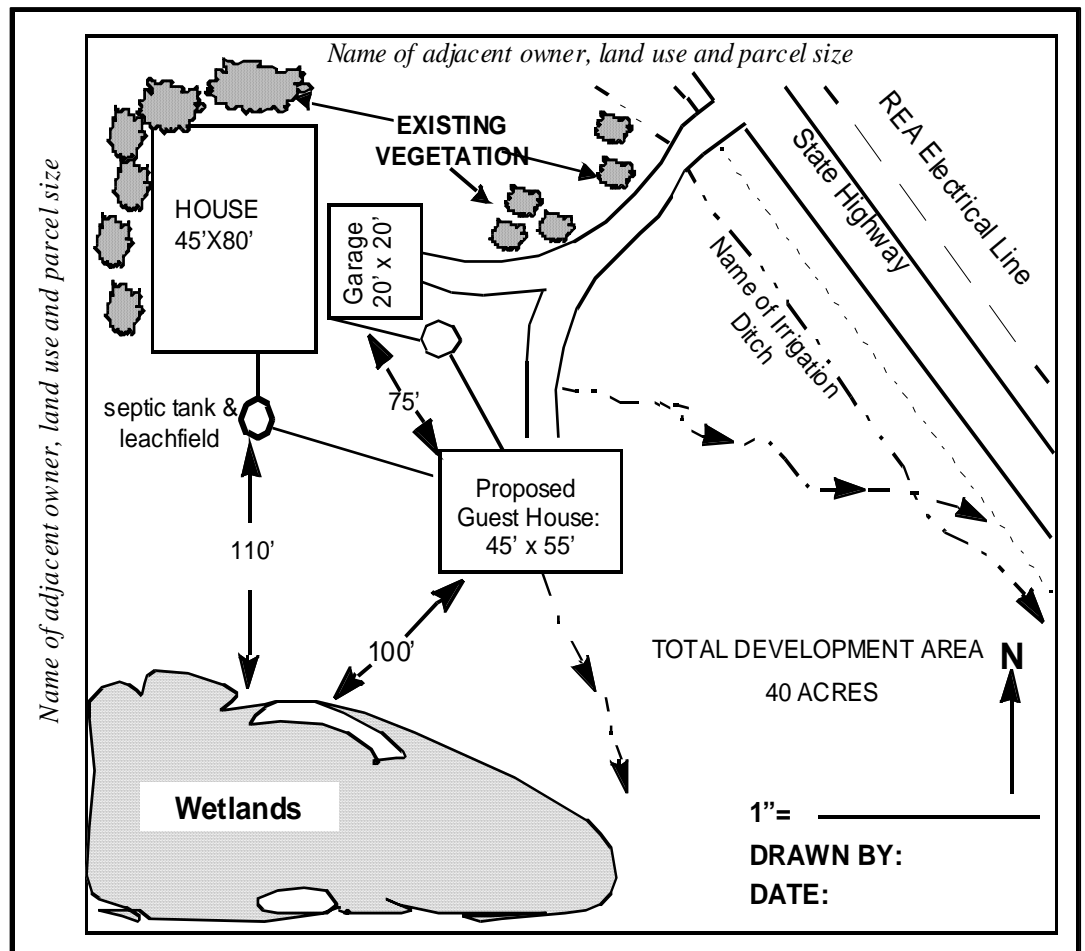 Name of adjacent owner, land use and parcel size
Name of adjacent owner, land use and parcel size
EXISTING
VEGETATION
REA Electrical Line
State Highway
HOUSE
45’X80’
Garage
20’ x 20’
Name of Irrigation
Ditch
75’
septic tank &
leachfield
Proposed
Guest House:
45’ x 55’
110’
100’
TOTAL DEVELOPMENT AREA
40 ACRES
N
Wetlands
1”=
DRAWN BY:
DATE: